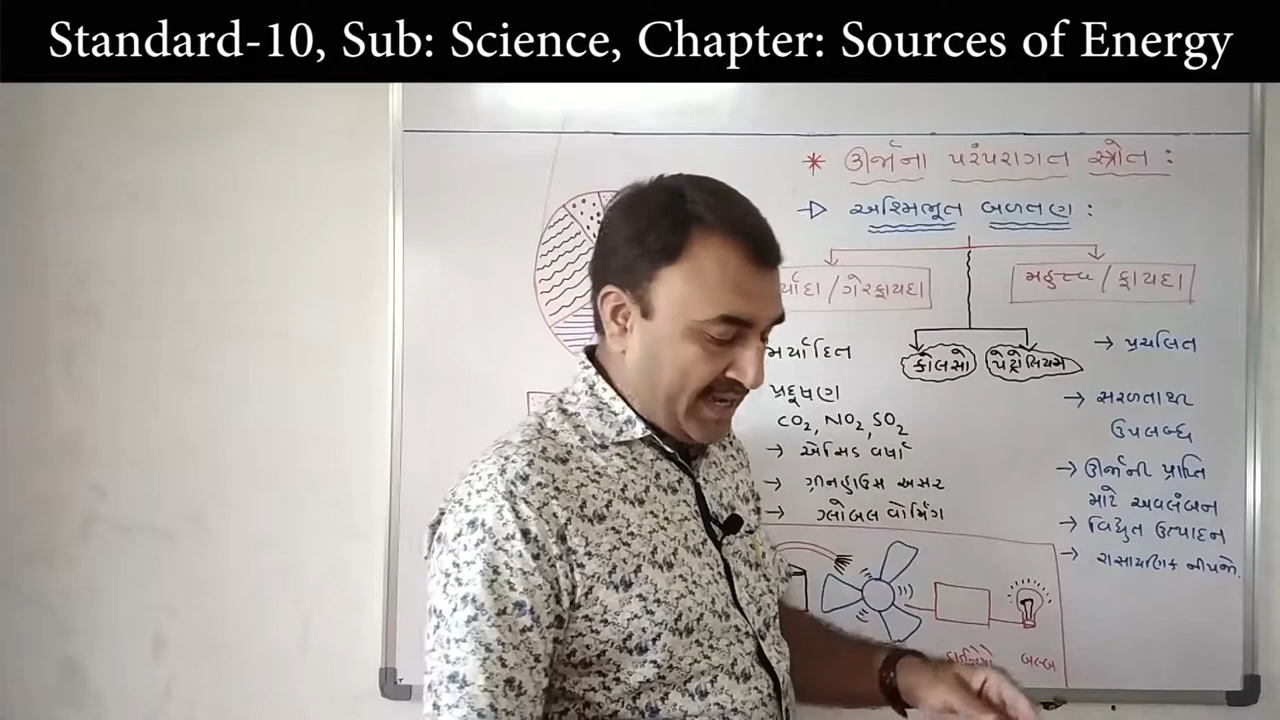 Standard-10, Sub: Science, Chapter: Sources of Energy
* ઊર્જાના પરંપરાગત સ્ત્રોત :
અશ્મિભૂત બળતણ :
ર્યાદા / ગેરફાયદા
મહત્ત્વ / ફાયદા
મર્યાદિત
કોલસો
પેટ્રોલિયમ
→ પ્રચલિત
પ્રદૂષણ
CO2, NO2, SO2
→ સરળતાથી
ઉપલબ્ધ
→ એસિડ વર્ષા
→ ગ્રીનહાઉસ અસર
→ ગ્લોબલ વોર્મિંગ
→ ઊર્જાની પ્રાપ્તિ
માટે અવલંબન
→ વિદ્યુત ઉત્પાદન
→ રાસાયણિક નીપજો.
બલ્બ